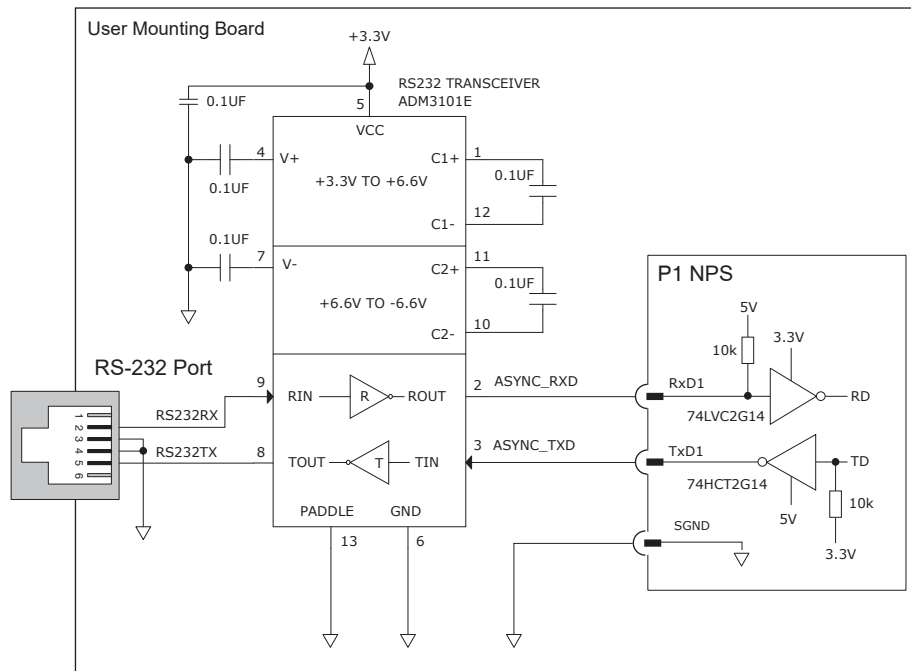 User Mounting Board
+3.3V
RS232 TRANSCEIVER
ADM3101E
0.1UF
5
VCC
4
V+
C1+
1
0.1UF
+3.3V TO +6.6V
0.1UF
C1-
12
0.1UF
7
V-
C2+
11
0.1UF
+6.6V TO -6.6V
C2-
10
P1 NPS
5V
3.3V
10k
RS-232 Port
9
RIN
R
ROUT
2
ASYNC_RXD
RxD1
RD
74LVC2G14
RS232RX
1
2
3
4
5
6
RS232TX
8
TOUT
T
TIN
3
ASYNC_TXD
TxD1
TD
74HCT2G14
10k
5V
3.3V
PADDLE
GND
13
6
SGND